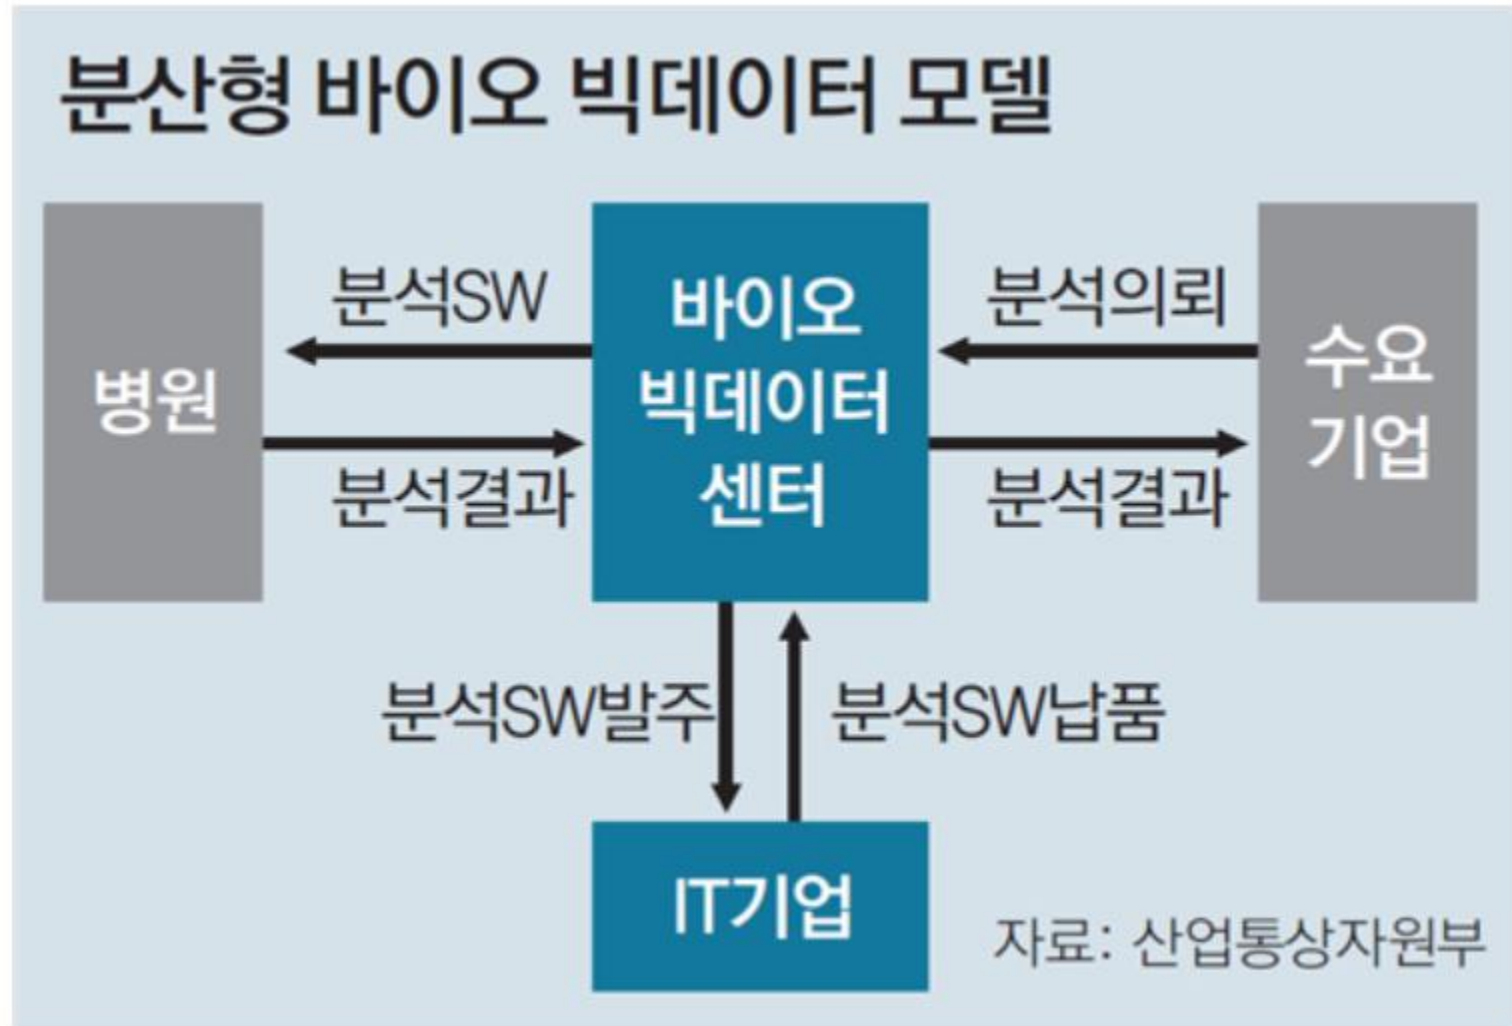 분산형 바이오 빅데이터 모델
병원
분석SW
분석결과
바이오
빅데이터
센터
분석의뢰
분석결과
수요
기업
분석SW발주
분석SW납품
IT기업
자료: 산업통상자원부